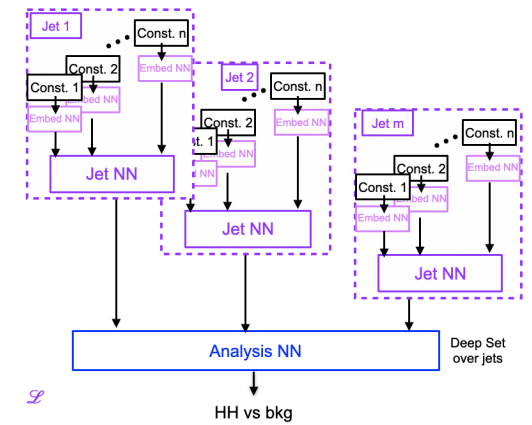 Jet 1
Const. n
Const. 2
Const. 1
Embed NN
Embed NN
Embed NN
Jet NN
Jet 2
Const. n
Const. 2
t. 1
Embed NN
Embed NN
NN
Jet NN
Jet m
Const. n
Const. 2
Const. 1
Embed NN
Embed NN
Embed NN
Jet NN
Analysis NN
Deep Set
over jets
ℒ
HH vs bkg